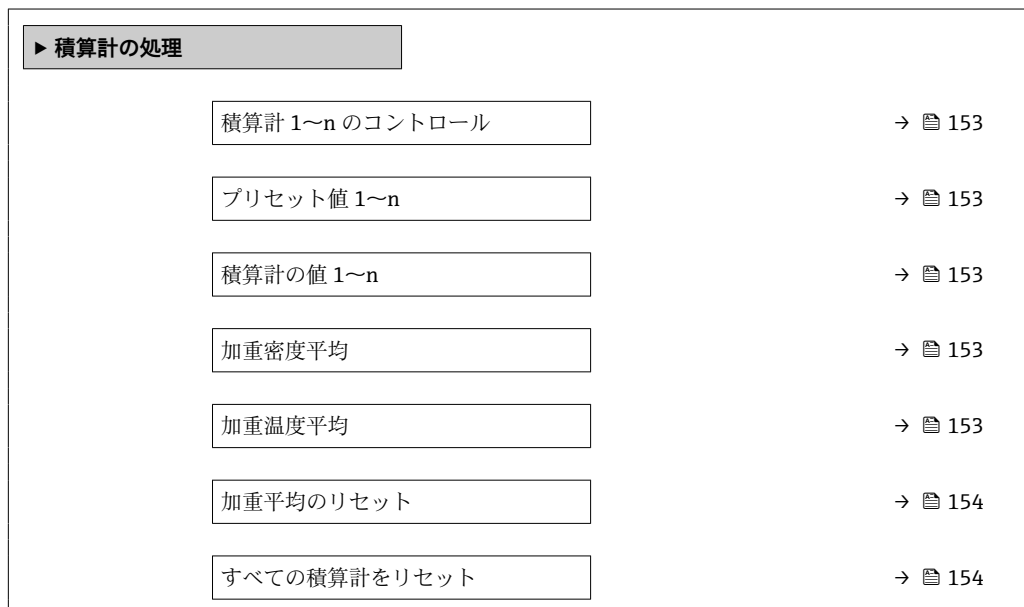 ▶ 積算計の処理
積算計 1〜n のコントロール → 153
プリセット値 1〜n → 153
積算計の値 1〜n → 153
加重密度平均 → 153
加重温度平均 → 153
加重平均のリセット → 154
すべての積算計をリセット → 154